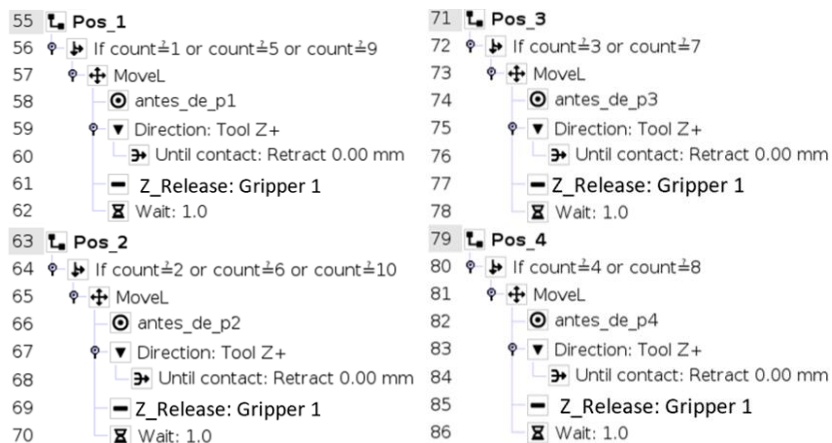 55 Pos_1
56 If count≟1 or count≟5 or count≟9
57 MoveL
58 antes_de_p1
59 Direction: Tool Z+
60 Until contact: Retract 0.00 mm
61 Z_Release: Gripper 1
62 Wait: 1.0
63 Pos_2
64 If count≟2 or count≟6 or count≟10
65 MoveL
66 antes_de_p2
67 Direction: Tool Z+
68 Until contact: Retract 0.00 mm
69 Z_Release: Gripper 1
70 Wait: 1.0
71 Pos_3
72 If count≟3 or count≟7
73 MoveL
74 antes_de_p3
75 Direction: Tool Z+
76 Until contact: Retract 0.00 mm
77 Z_Release: Gripper 1
78 Wait: 1.0
79 Pos_4
80 If count≟4 or count≟8
81 MoveL
82 antes_de_p4
83 Direction: Tool Z+
84 Until contact: Retract 0.00 mm
85 Z_Release: Gripper 1
86 Wait: 1.0